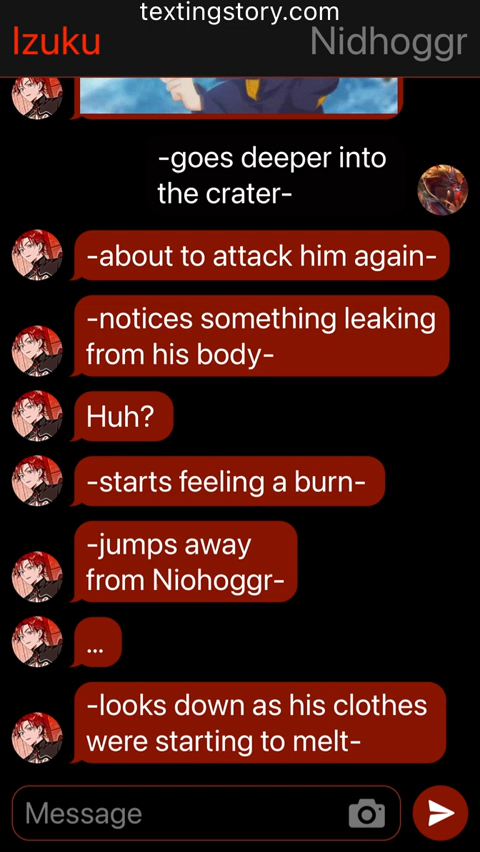 textingstory.com
Izuku
Nidhoggr
-goes deeper into
the crater-
-about to attack him again-
-notices something leaking
from his body-
Huh?
-starts feeling a burn-
-jumps away
from Niohoggr-
...
-looks down as his clothes
were starting to melt-
Message